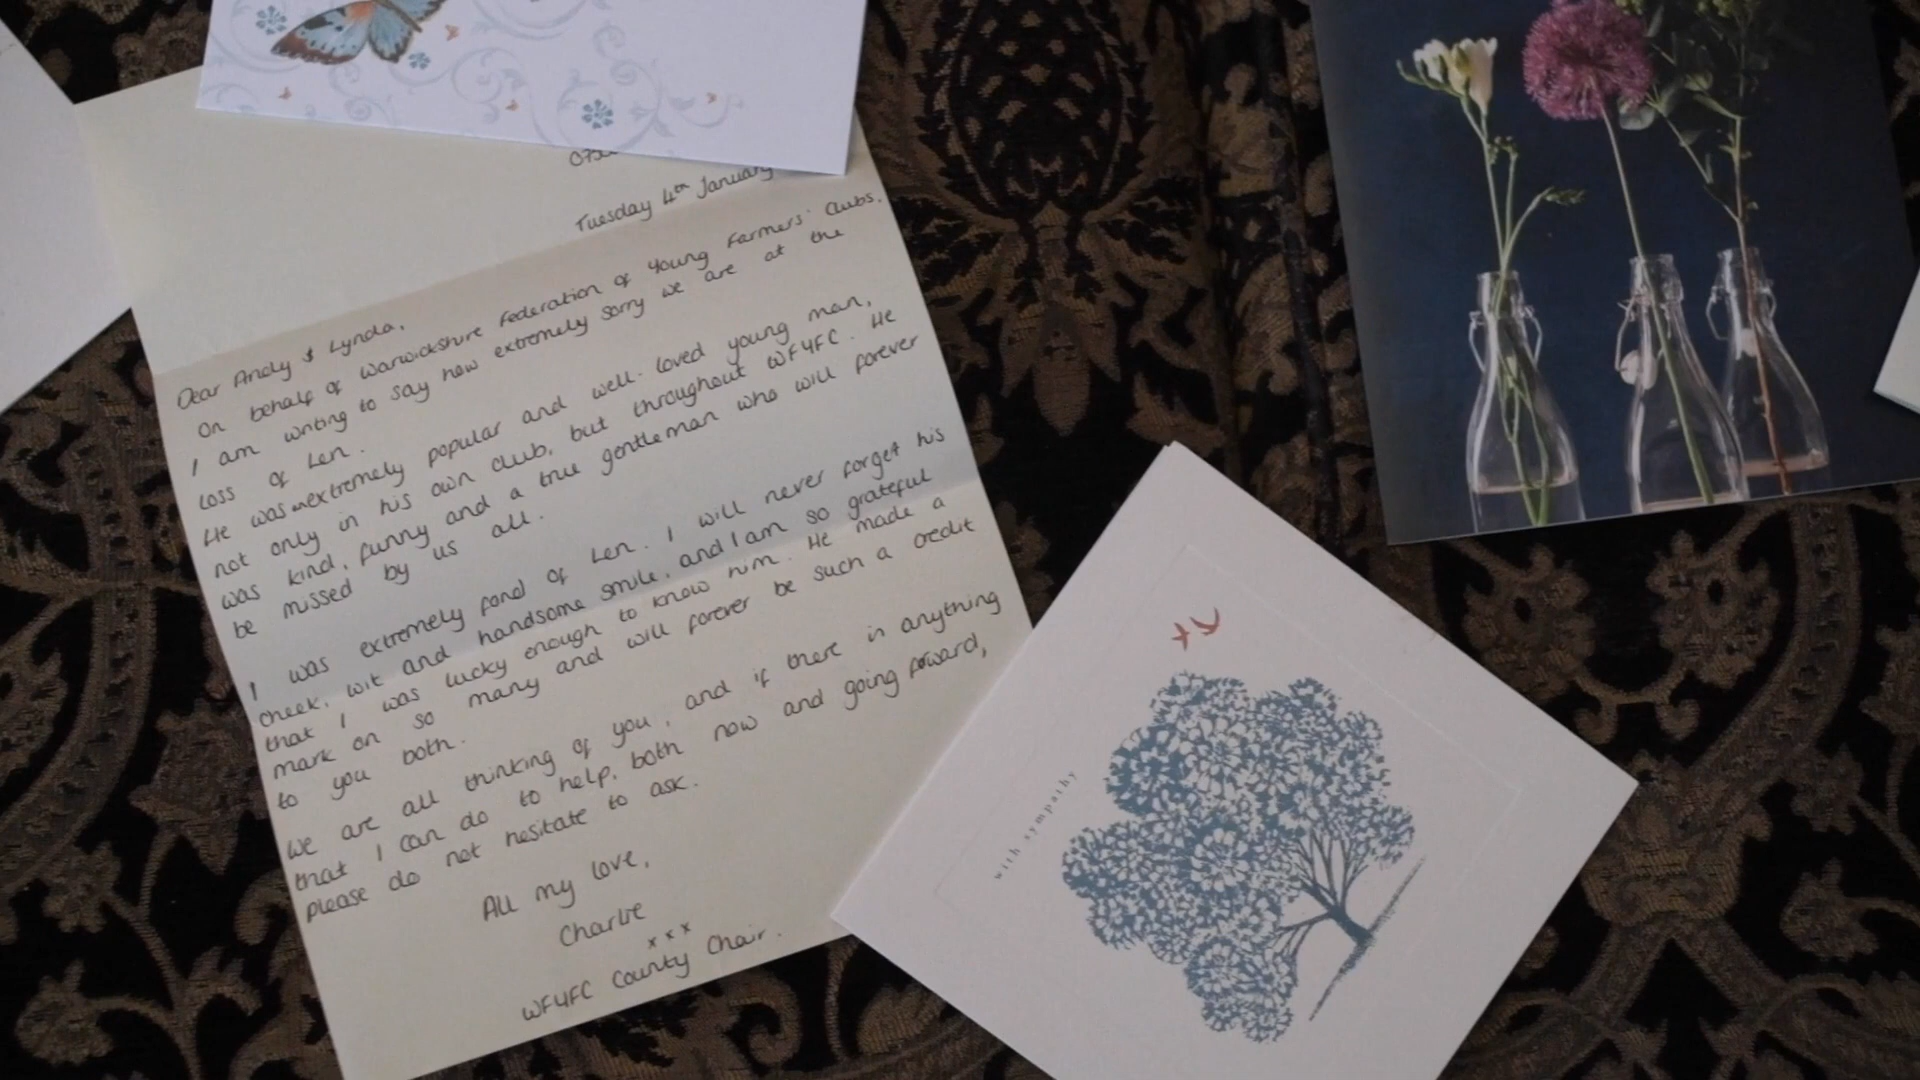 Tuesday 4th January
Dear Andy & Lynda,
On behalf of Warwickshire Federation of Young Farmers' Clubs,
I am writing to say how extremely sorry we are at the
loss of Len.
He was extremely popular and well-loved young man,
not only in his own club, but throughout WFYFC. He
was kind, funny and a true gentleman who will forever
be missed by us all.
I was extremely fond of Len. I will never forget his
cheek, wit and handsome smile, and I am so grateful
that I was lucky enough to know him. He made a
mark on so many and will forever be such a credit
to you both.
We are all thinking of you, and if there is anything
that I can do to help, both now and going forward,
please do not hesitate to ask.
All my love,
Charlie
x x x
WFYFC County Chair.
with sympathy